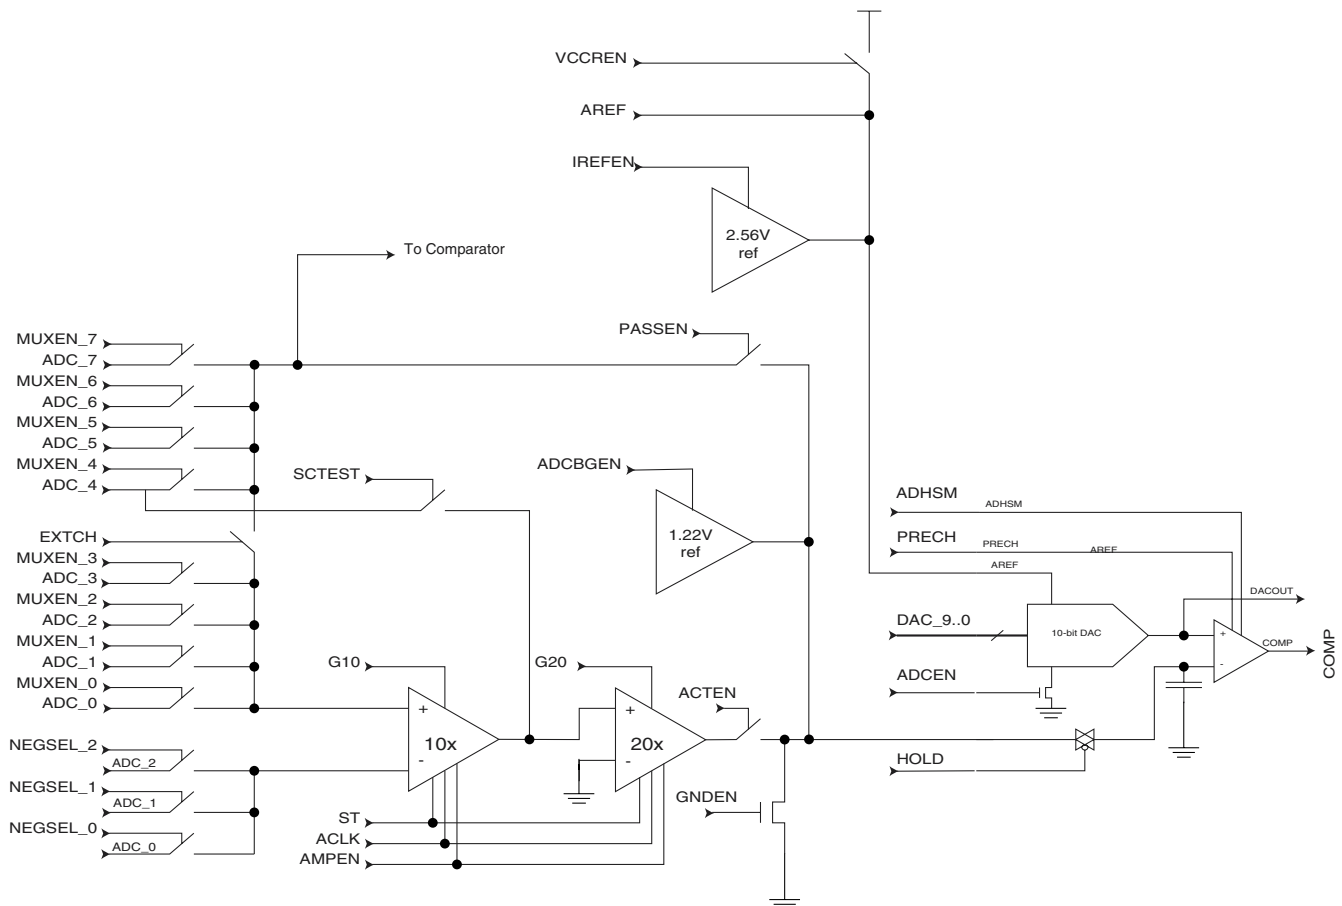 VCCREN
AREF
IREFEN
2.56V
ref
To Comparator
PASSEN
MUXEN_7
ADC_7
MUXEN_6
ADC_6
MUXEN_5
ADC_5
MUXEN_4
ADC_4
SCTEST
ADCBGEN
1.22V
ref
EXTCH
MUXEN_3
ADC_3
MUXEN_2
ADC_2
MUXEN_1
ADC_1
MUXEN_0
ADC_0
NEGSEL_2
ADC_2
NEGSEL_1
ADC_1
NEGSEL_0
ADC_0
G10
+
10x
-
G20
+
20x
-
ACTEN
ST
ACLK
AMPEN
GNDEN
ADHSM
ADHSM
PRECH
PRECH
AREF
AREF
DAC_9..0
10-bit DAC
DACOUT
ADCEN
+
-
COMP
COMP
HOLD